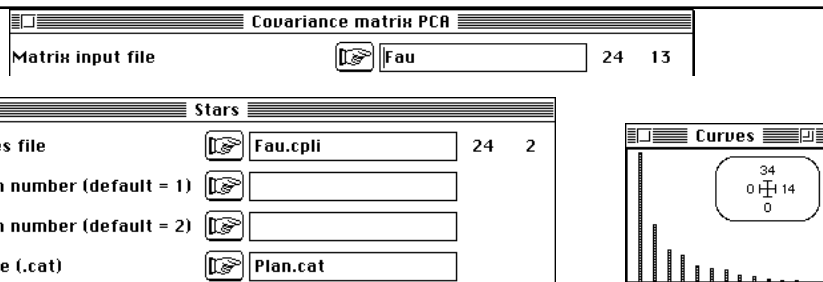 Covariance matrix PCA
Matrix input file Fau 24 13
Stars
s file Fau.cpli 24 2
number (default = 1)
number (default = 2)
e (.cat) Plan.cat
Curves
34
0 14
0